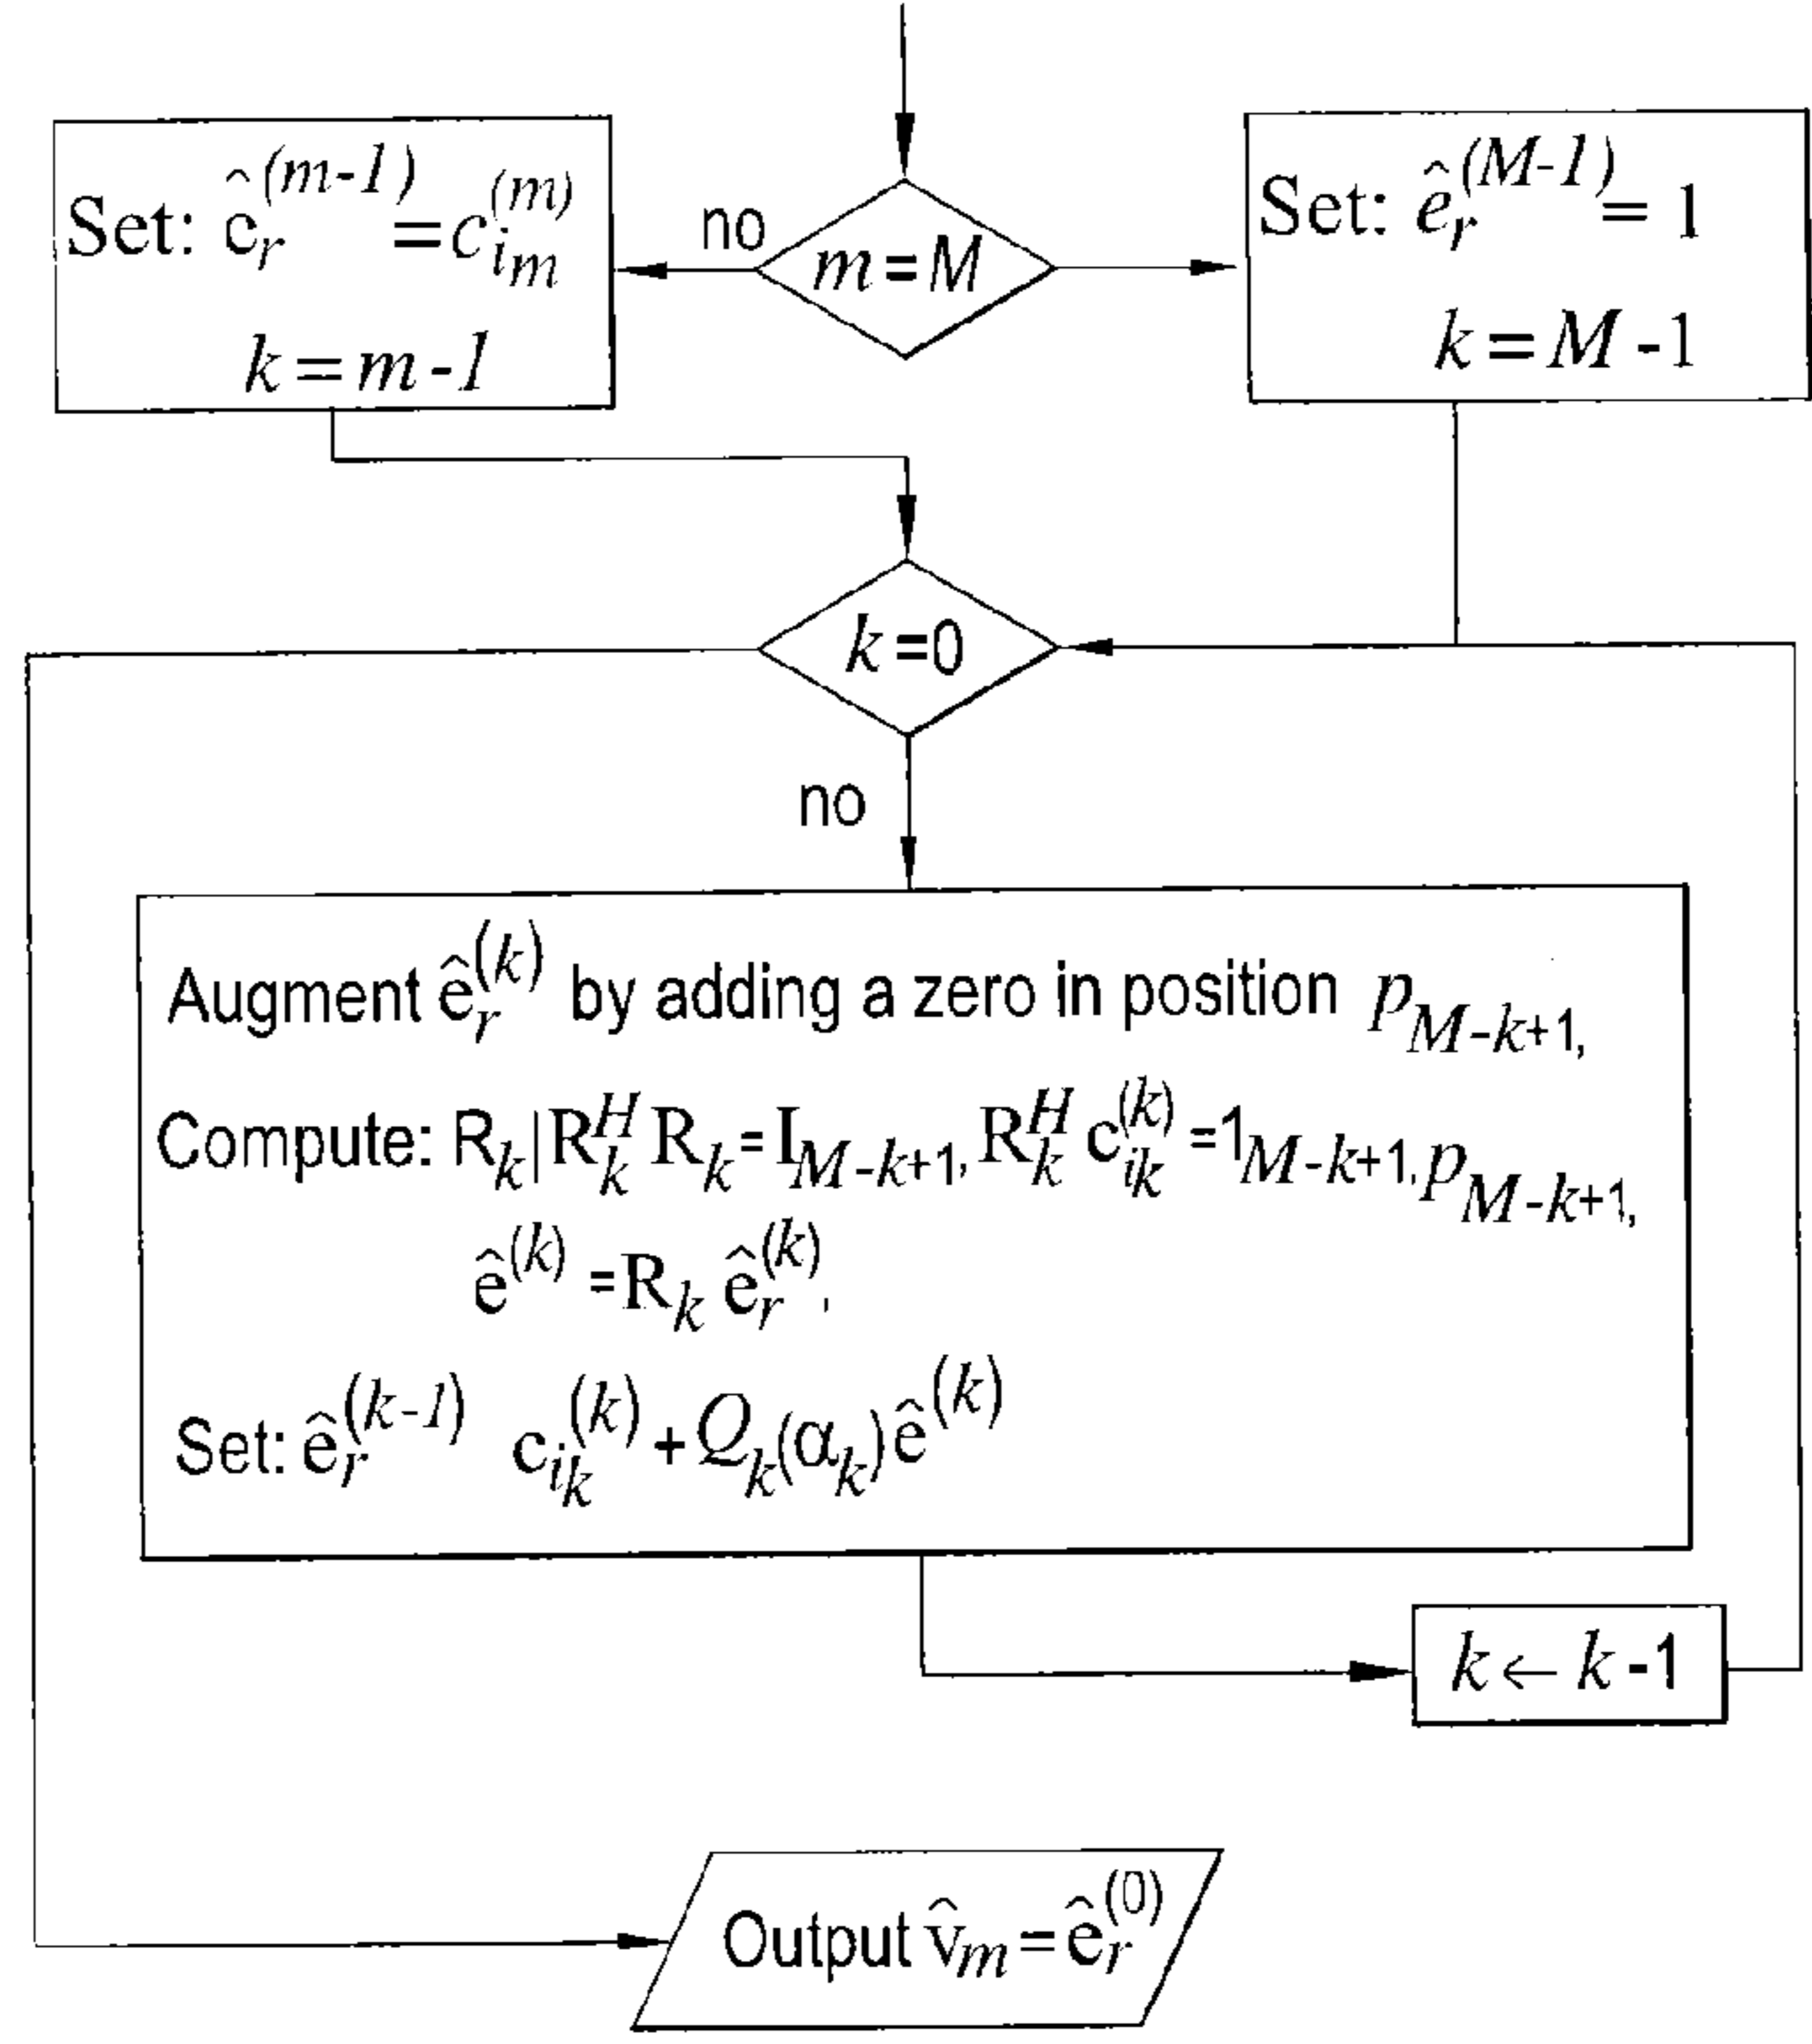 Set: ĉ_r^(m-1) = c_{i_m}^(m)
k = m - 1
no
m = M
Set: ê_r^(M-1) = 1
k = M - 1
k = 0
no
Augment ê_r^(k) by adding a zero in position p_{M-k+1},
Compute: R_k | R_k^H R_k = I_{M-k+1}, R_k^H c_{i_k}^(k) = 1_{M-k+1, p_{M-k+1}},
ê^(k) = R_k ê_r^(k),
Set: ê_r^(k-1) c_{i_k}^(k) + Q_k(α_k) ê^(k)
k ← k - 1
Output v̂_m = ê_r^(0)